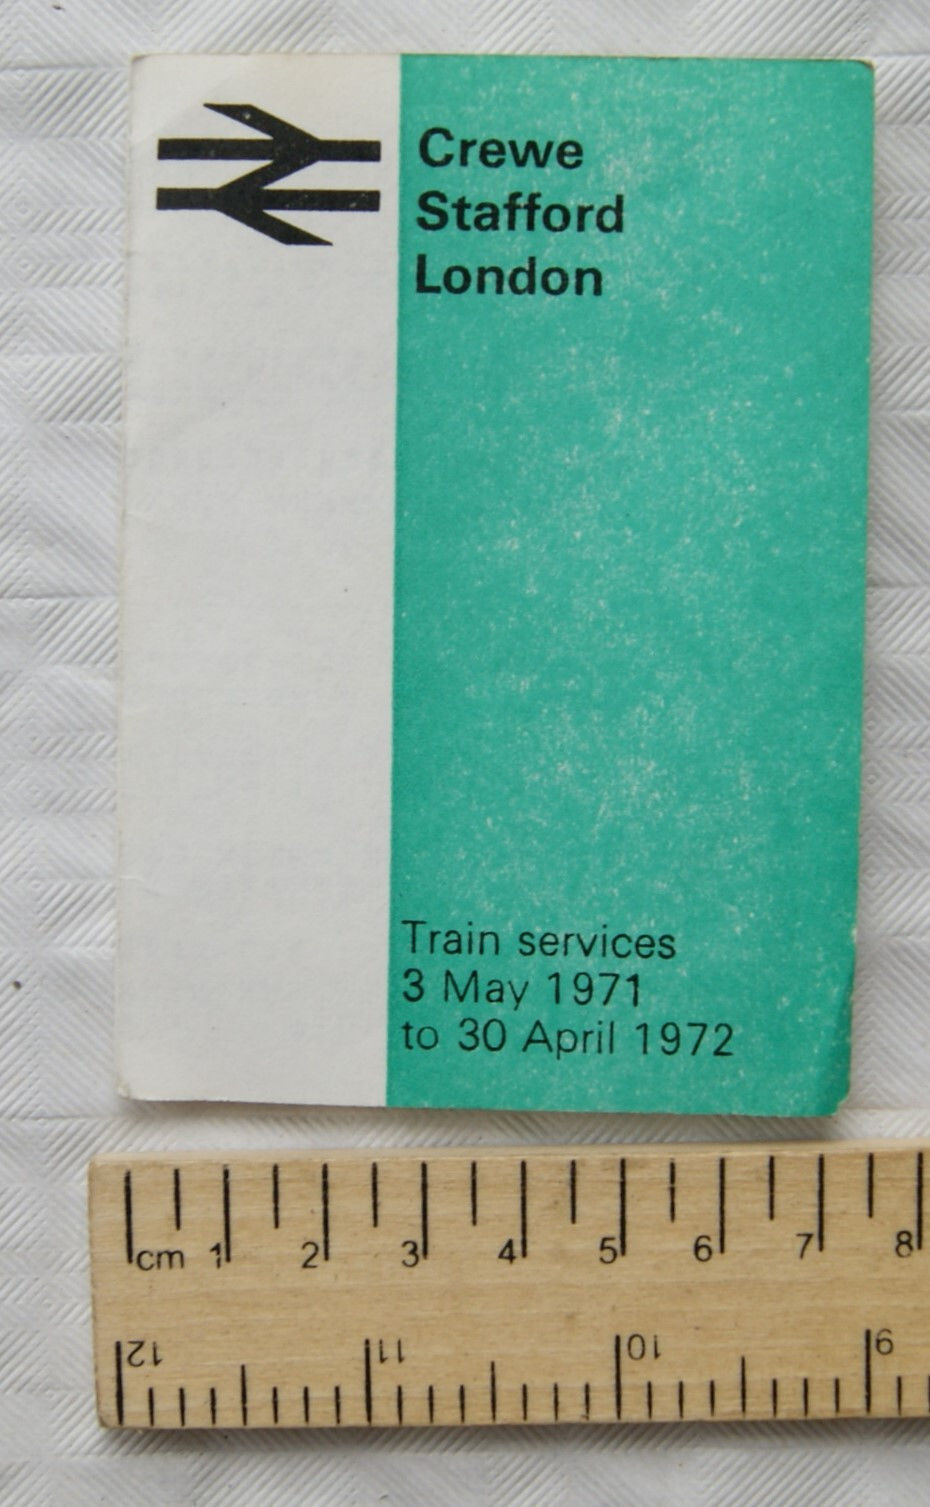 Crewe
Stafford
London
Train services
3 May 1971
to 30 April 1972
cm 1 2 3 4 5 6 7 8
12 11 10 9